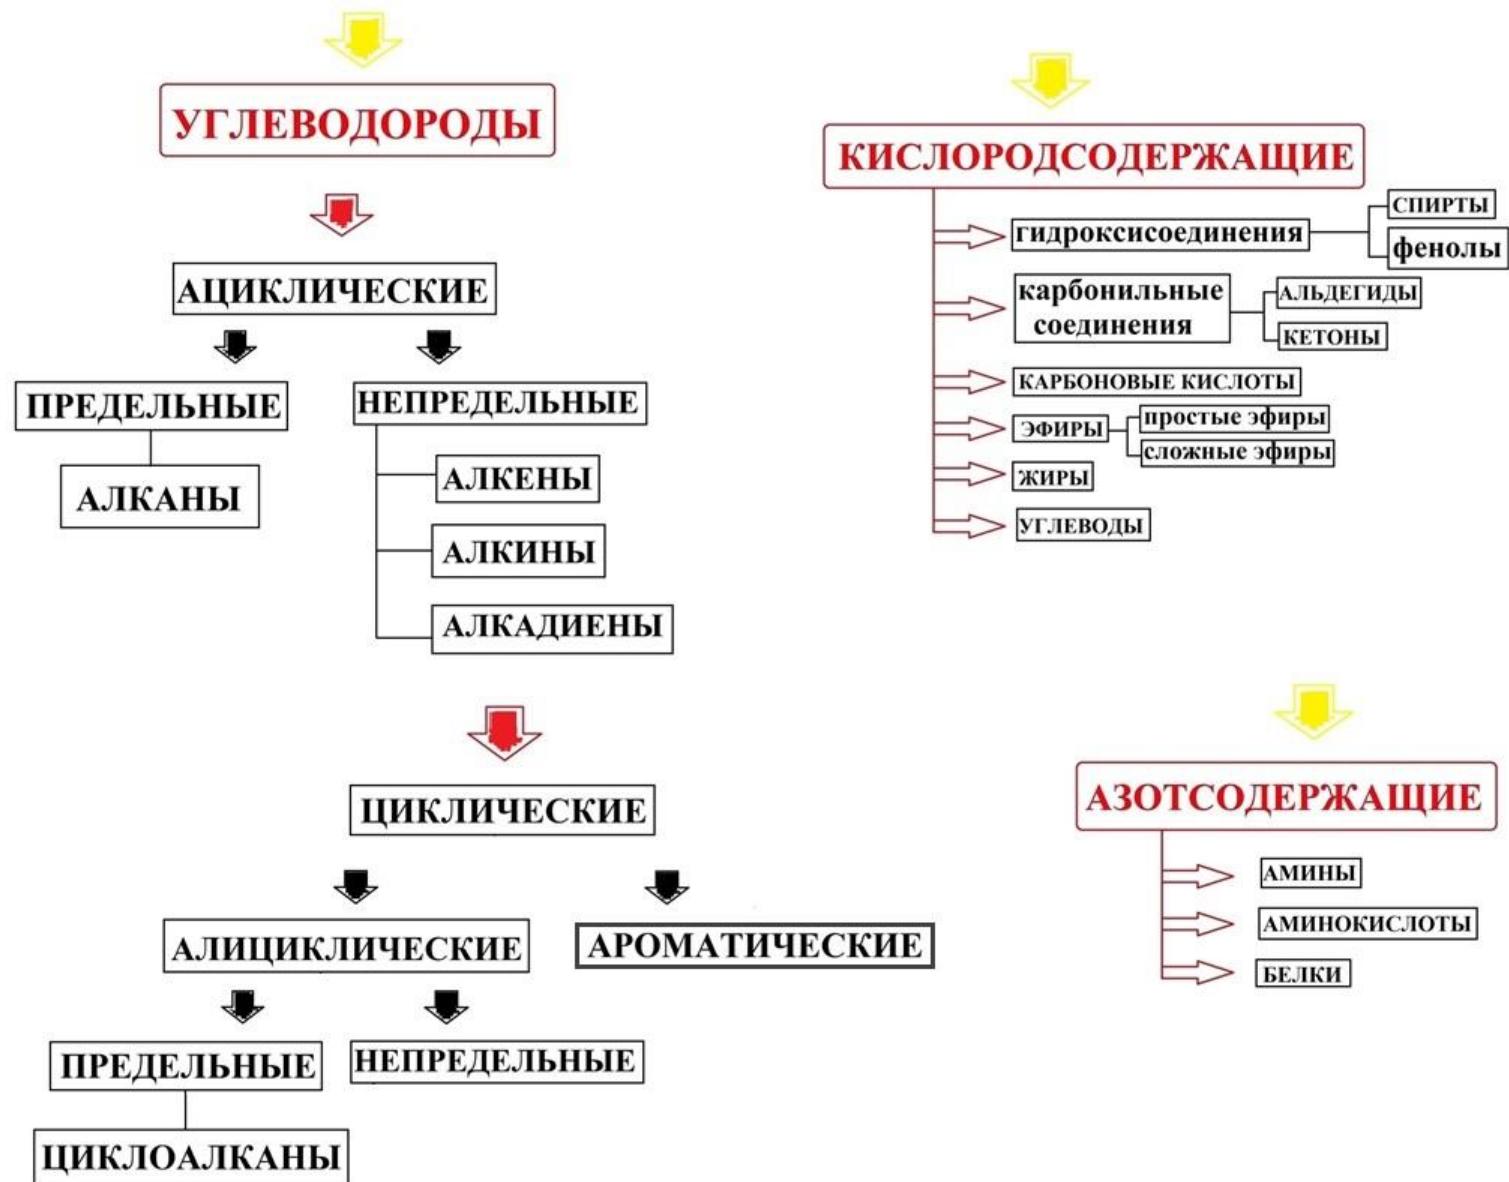 УГЛЕВОДОРОДЫ
АЦИКЛИЧЕСКИЕ
ПРЕДЕЛЬНЫЕ
АЛКАНЫ
НЕПРЕДЕЛЬНЫЕ
АЛКЕНЫ
АЛКИНЫ
АЛКАДИЕНЫ
ЦИКЛИЧЕСКИЕ
АЛИЦИКЛИЧЕСКИЕ
АРОМАТИЧЕСКИЕ
ПРЕДЕЛЬНЫЕ
НЕПРЕДЕЛЬНЫЕ
ЦИКЛОАЛКАНЫ
КИСЛОРОДСОДЕРЖАЩИЕ
гидроксисоединения
СПИРТЫ
фенолы
карбонильные
соединения
АЛЬДЕГИДЫ
КЕТОНЫ
КАРБОНОВЫЕ КИСЛОТЫ
ЭФИРЫ
простые эфиры
сложные эфиры
ЖИРЫ
УГЛЕВОДЫ
АЗОТСОДЕРЖАЩИЕ
АМИНЫ
АМИНОКИСЛОТЫ
БЕЛКИ